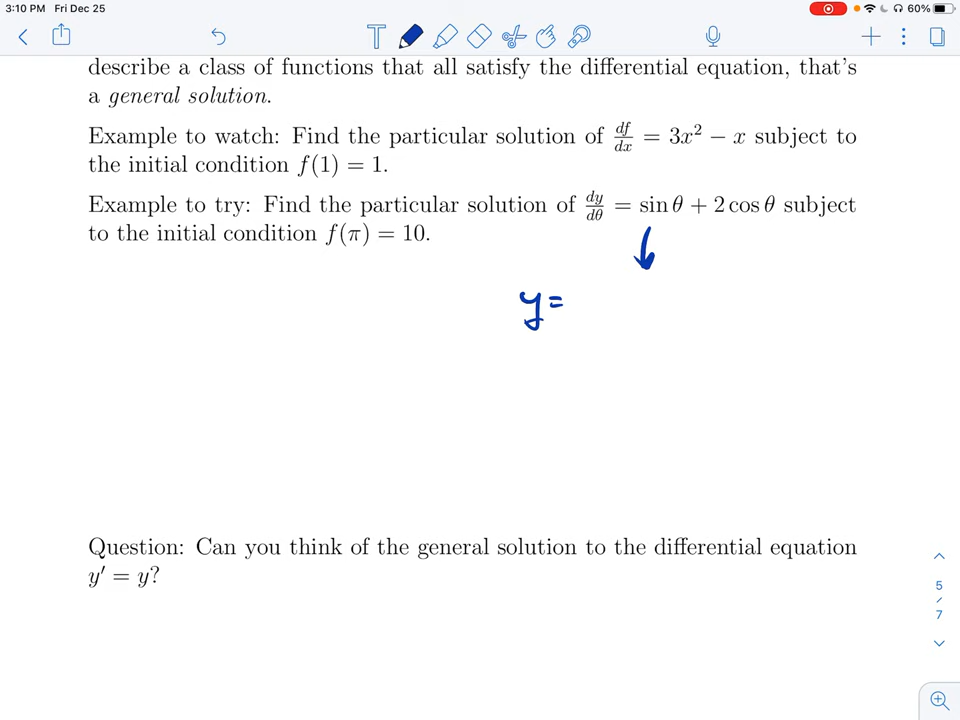 3:10 PM Fri Dec 25 60%
describe a class of functions that all satisfy the differential equation, that's
a general solution.
Example to watch: Find the particular solution of df/dx = 3x² − x subject to
the initial condition f(1) = 1.
Example to try: Find the particular solution of dy/dθ = sin θ + 2 cos θ subject
to the initial condition f(π) = 10.
y=
Question: Can you think of the general solution to the differential equation
y′ = y?
5
/
7